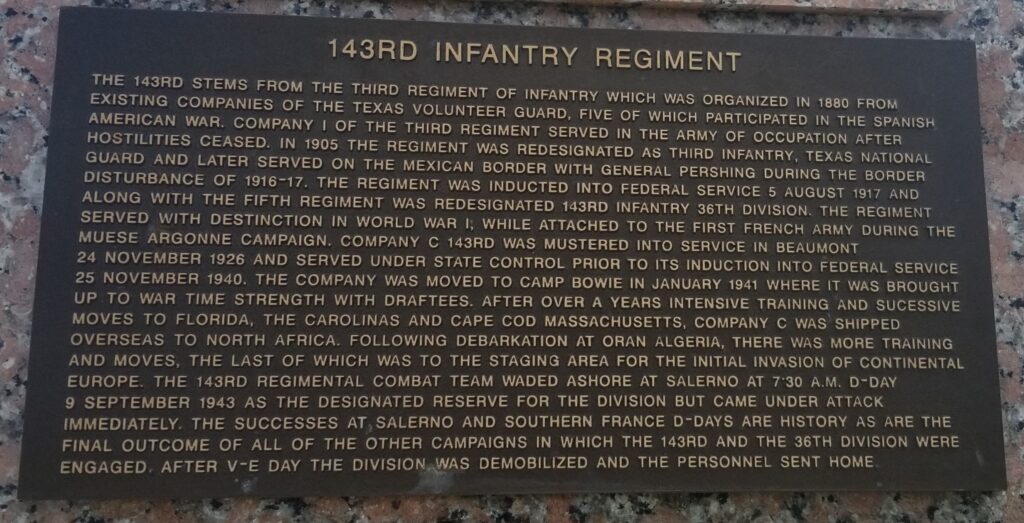 143RD INFANTRY REGIMENT
THE 143RD STEMS FROM THE THIRD REGIMENT OF INFANTRY WHICH WAS ORGANIZED IN 1880 FROM
EXISTING COMPANIES OF THE TEXAS VOLUNTEER GUARD, FIVE OF WHICH PARTICIPATED IN THE SPANISH
AMERICAN WAR. COMPANY I OF THE THIRD REGIMENT SERVED IN THE ARMY OF OCCUPATION AFTER
HOSTILITIES CEASED. IN 1905 THE REGIMENT WAS REDESIGNATED AS THIRD INFANTRY, TEXAS NATIONAL
GUARD AND LATER SERVED ON THE MEXICAN BORDER WITH GENERAL PERSHING DURING THE BORDER
DISTURBANCE OF 1916-17. THE REGIMENT WAS INDUCTED INTO FEDERAL SERVICE 5 AUGUST 1917 AND
ALONG WITH THE FIFTH REGIMENT WAS REDESIGNATED 143RD INFANTRY 36TH DIVISION. THE REGIMENT
SERVED WITH DESTINCTION IN WORLD WAR I, WHILE ATTACHED TO THE FIRST FRENCH ARMY DURING THE
MUESE ARGONNE CAMPAIGN. COMPANY C 143RD WAS MUSTERED INTO SERVICE IN BEAUMONT
24 NOVEMBER 1926 AND SERVED UNDER STATE CONTROL PRIOR TO ITS INDUCTION INTO FEDERAL SERVICE
25 NOVEMBER 1940. THE COMPANY WAS MOVED TO CAMP BOWIE IN JANUARY 1941 WHERE IT WAS BROUGHT
UP TO WAR TIME STRENGTH WITH DRAFTEES. AFTER OVER A YEARS INTENSIVE TRAINING AND SUCESSIVE
MOVES TO FLORIDA, THE CAROLINAS AND CAPE COD MASSACHUSETTS, COMPANY C WAS SHIPPED
OVERSEAS TO NORTH AFRICA. FOLLOWING DEBARKATION AT ORAN ALGERIA, THERE WAS MORE TRAINING
AND MOVES, THE LAST OF WHICH WAS TO THE STAGING AREA FOR THE INITIAL INVASION OF CONTINENTAL
EUROPE. THE 143RD REGIMENTAL COMBAT TEAM WADED ASHORE AT SALERNO AT 7:30 A.M. D-DAY
9 SEPTEMBER 1943 AS THE DESIGNATED RESERVE FOR THE DIVISION BUT CAME UNDER ATTACK
IMMEDIATELY. THE SUCCESSES AT SALERNO AND SOUTHERN FRANCE D-DAYS ARE HISTORY AS ARE THE
FINAL OUTCOME OF ALL OF THE OTHER CAMPAIGNS IN WHICH THE 143RD AND THE 36TH DIVISION WERE
ENGAGED. AFTER V-E DAY THE DIVISION WAS DEMOBILIZED AND THE PERSONNEL SENT HOME.